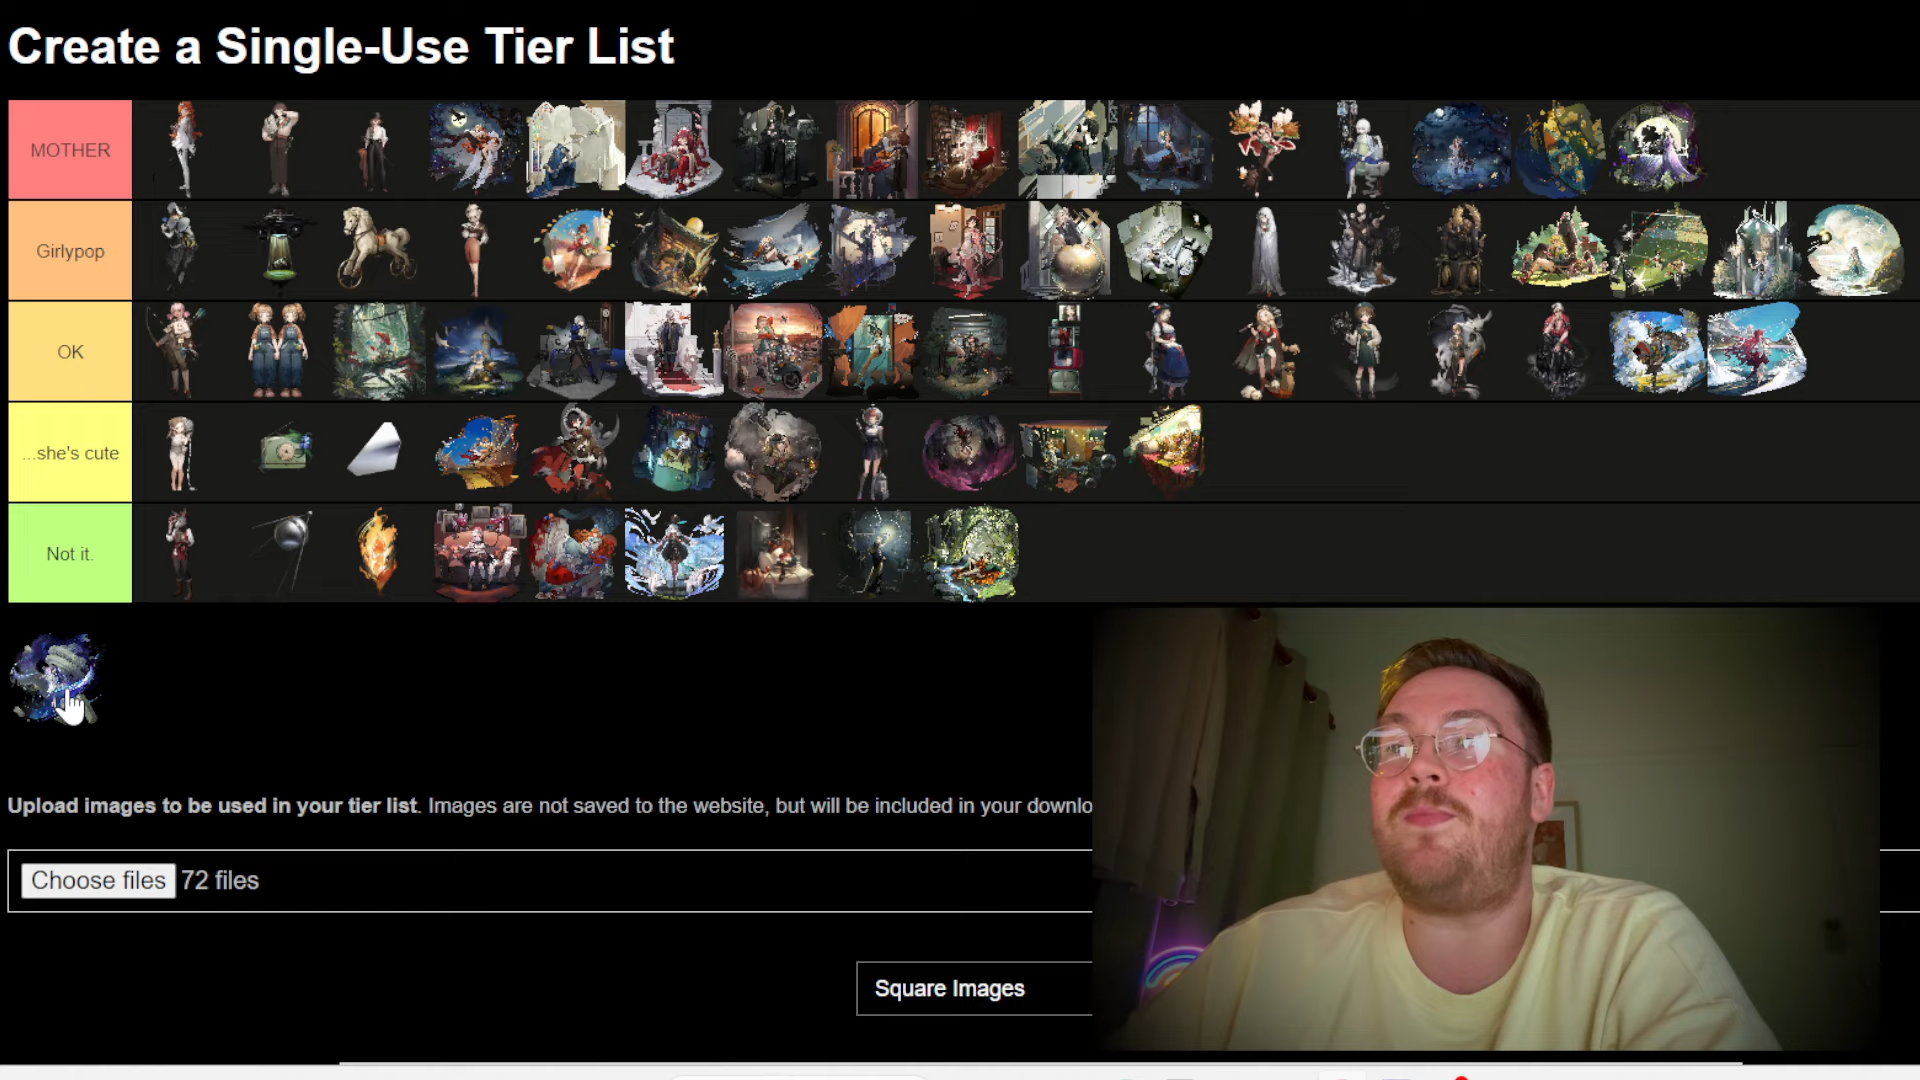 Create a Single-Use Tier List
MOTHER
Girlypop
OK
...she's cute
Not it.
Upload images to be used in your tier list. Images are not saved to the website, but will be included in your downlo
Choose files 72 files
Square Images